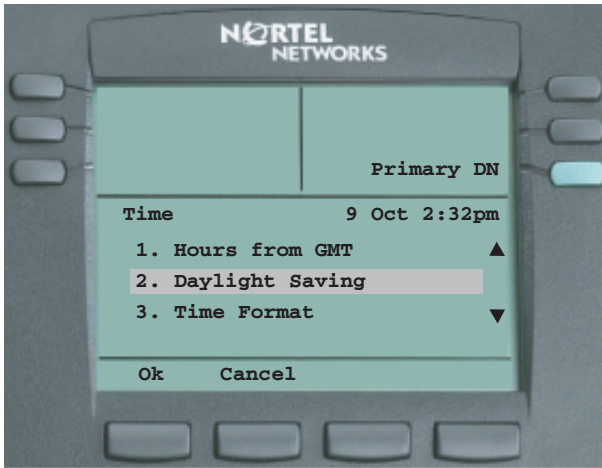 NORTEL
NETWORKS
Primary DN
Time 9 Oct 2:32pm
1. Hours from GMT
2. Daylight Saving
3. Time Format
Ok Cancel